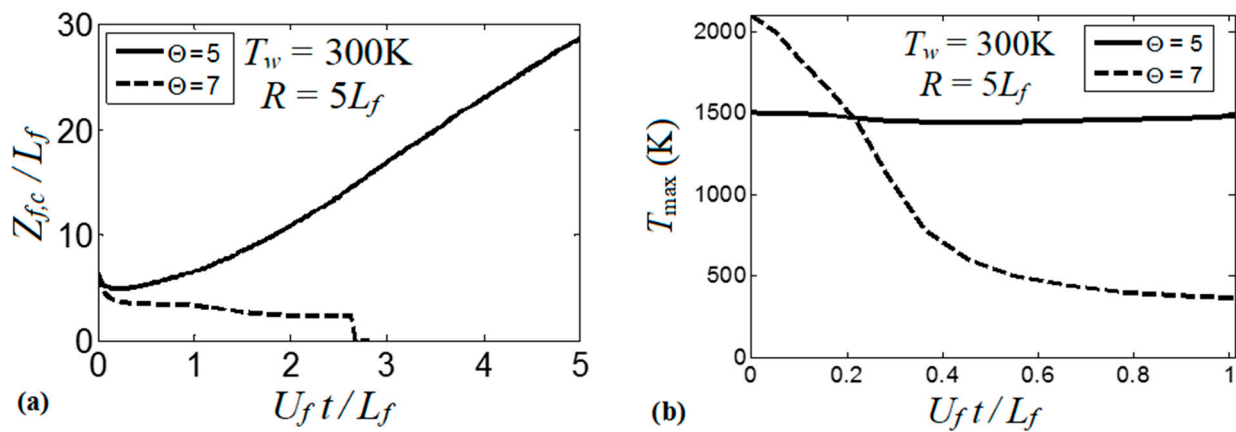 30
20
10
0
Z_{f,c} / L_f
Θ = 5
Θ = 7
T_w = 300K
R = 5L_f
0 1 2 3 4 5
U_f t / L_f
(a)
2000
1500
1000
500
0
T_max (K)
T_w = 300K
R = 5L_f
Θ = 5
Θ = 7
0 0.2 0.4 0.6 0.8 1
U_f t / L_f
(b)